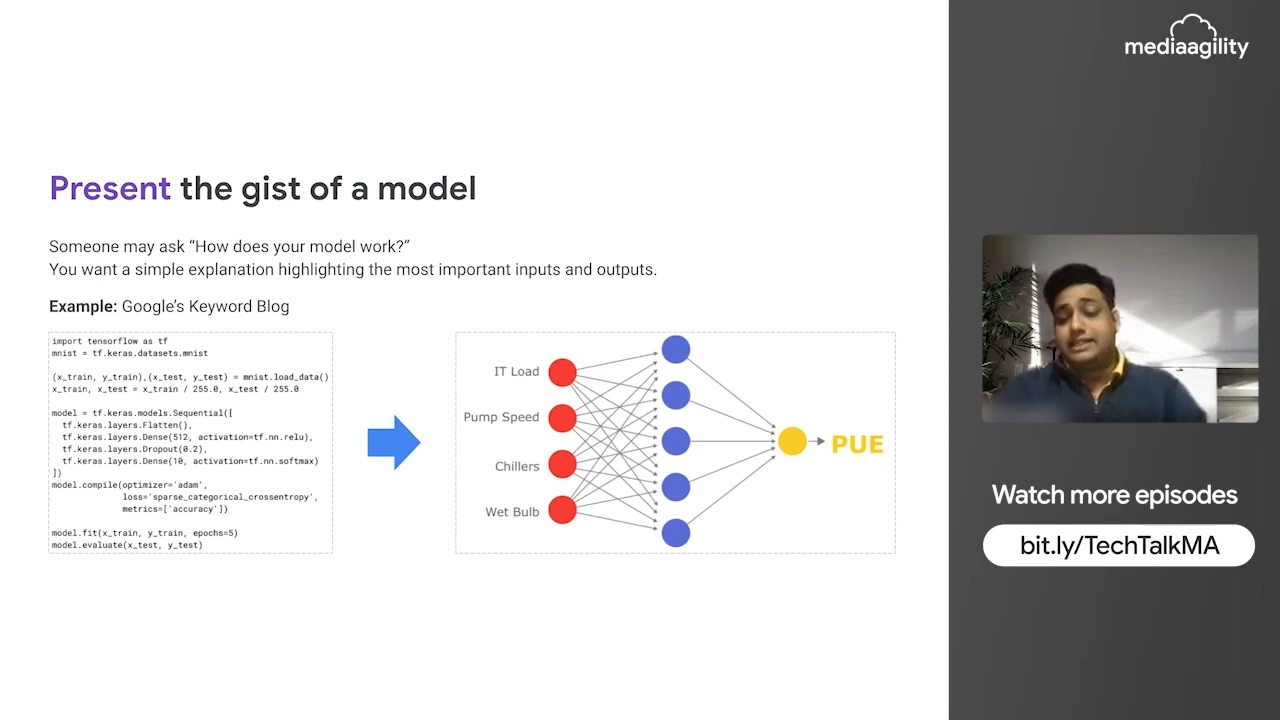 mediaagility
Present the gist of a model
Someone may ask “How does your model work?”
You want a simple explanation highlighting the most important inputs and outputs.
Example: Google’s Keyword Blog
import tensorflow as tf
mnist = tf.keras.datasets.mnist
(x_train, y_train),(x_test, y_test) = mnist.load_data()
x_train, x_test = x_train / 255.0, x_test / 255.0
model = tf.keras.models.Sequential([
tf.keras.layers.Flatten(),
tf.keras.layers.Dense(512, activation=tf.nn.relu),
tf.keras.layers.Dropout(0.2),
tf.keras.layers.Dense(10, activation=tf.nn.softmax)
])
model.compile(optimizer='adam',
loss='sparse_categorical_crossentropy',
metrics=['accuracy'])
model.fit(x_train, y_train, epochs=5)
model.evaluate(x_test, y_test)
IT Load
Pump Speed
Chillers
Wet Bulb
PUE
Watch more episodes
bit.ly/TechTalkMA